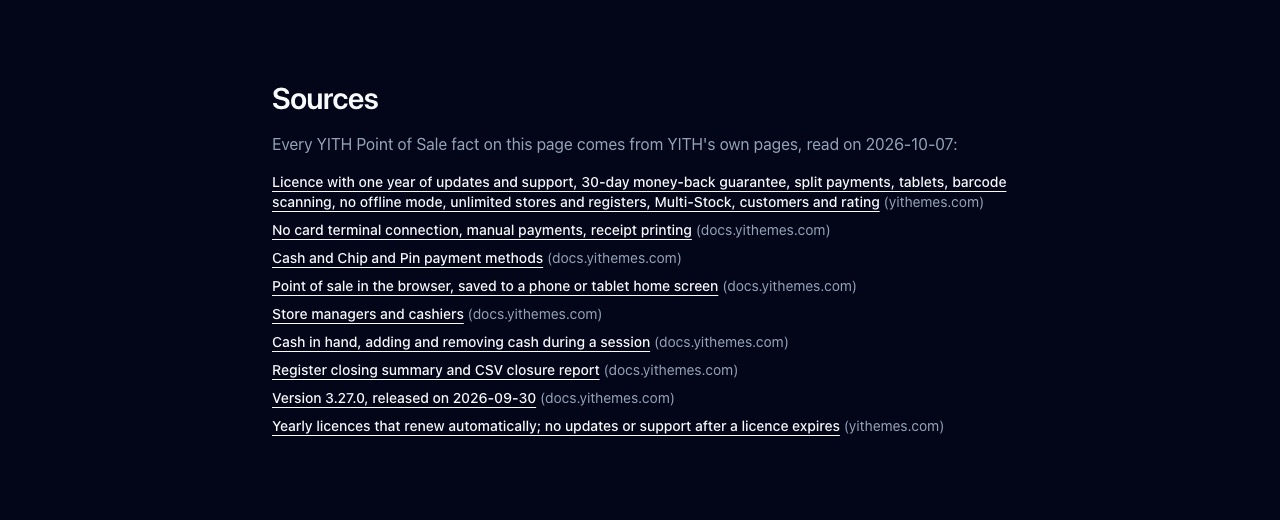 Sources
Every YITH Point of Sale fact on this page comes from YITH's own pages, read on 2026-10-07:
Licence with one year of updates and support, 30-day money-back guarantee, split payments, tablets, barcode
scanning, no offline mode, unlimited stores and registers, Multi-Stock, customers and rating (yithemes.com)
No card terminal connection, manual payments, receipt printing (docs.yithemes.com)
Cash and Chip and Pin payment methods (docs.yithemes.com)
Point of sale in the browser, saved to a phone or tablet home screen (docs.yithemes.com)
Store managers and cashiers (docs.yithemes.com)
Cash in hand, adding and removing cash during a session (docs.yithemes.com)
Register closing summary and CSV closure report (docs.yithemes.com)
Version 3.27.0, released on 2026-09-30 (docs.yithemes.com)
Yearly licences that renew automatically; no updates or support after a licence expires (yithemes.com)